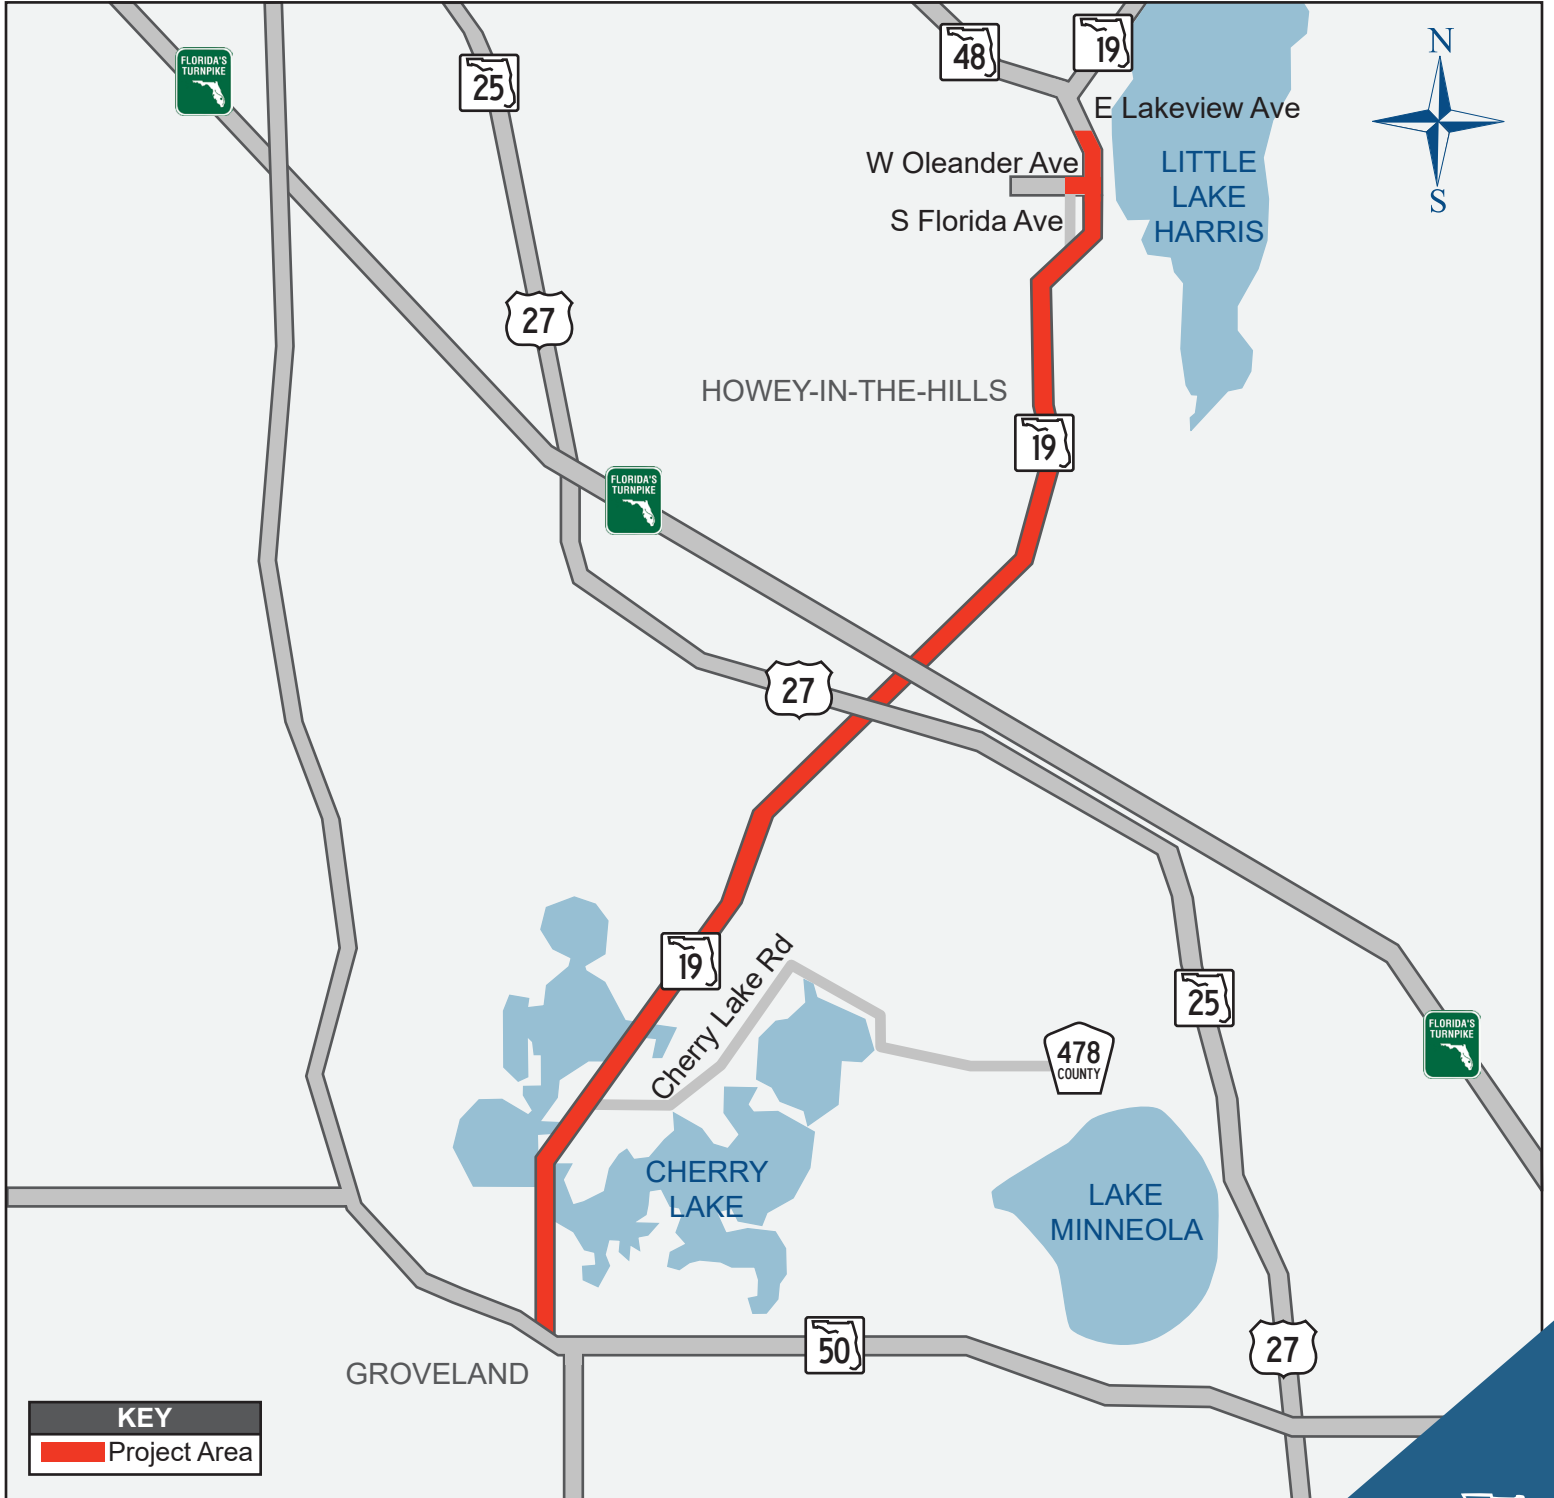 48
19
N
FLORIDA'S
TURNPIKE
25
E Lakeview Ave
W Oleander Ave
LITTLE
LAKE
HARRIS
S
S Florida Ave
27
HOWEY-IN-THE-HILLS
19
FLORIDA'S
TURNPIKE
27
19
Cherry Lake Rd
25
FLORIDA'S
TURNPIKE
478
COUNTY
CHERRY
LAKE
LAKE
MINNEOLA
50
27
GROVELAND
KEY
Project Area